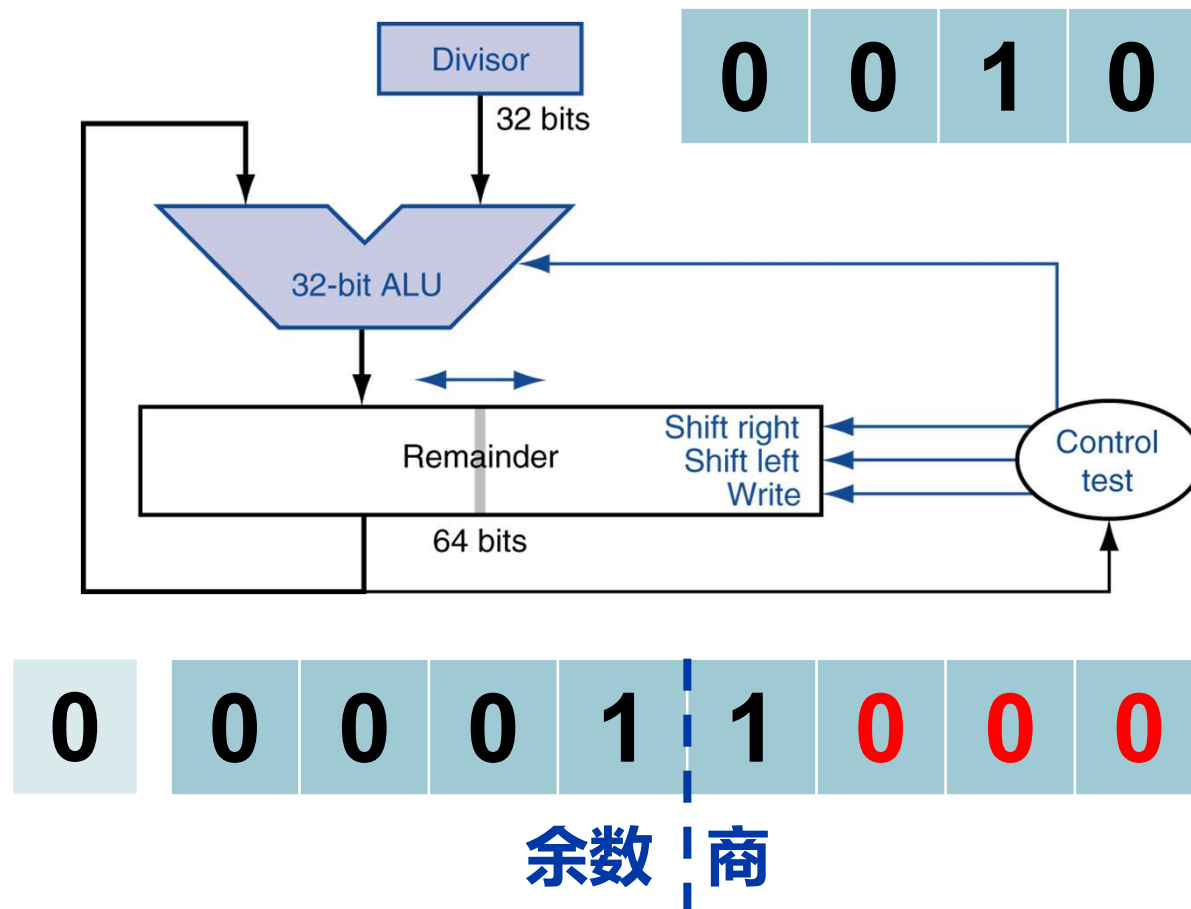 Divisor
0 0 1 0
32 bits
32-bit ALU
Remainder
Shift right
Shift left
Write
Control
test
64 bits
0 0 0 0 1 1 0 0 0
余数 商